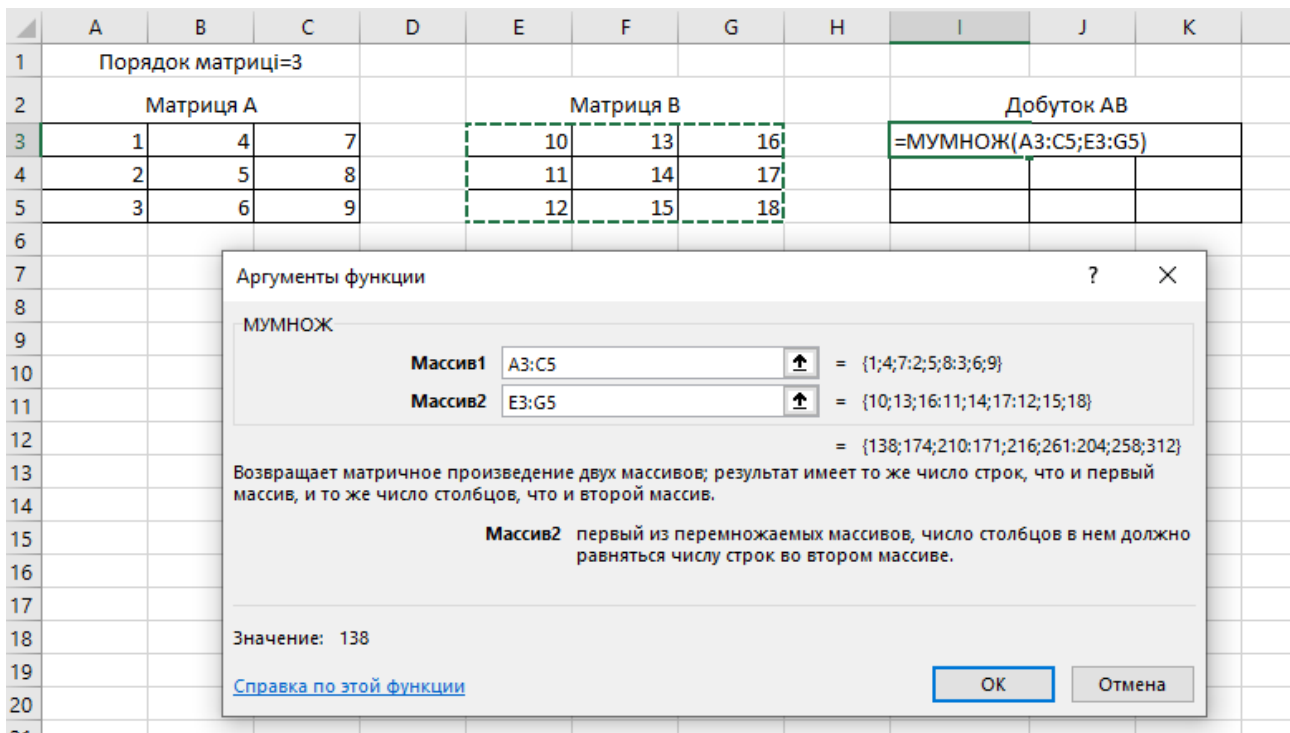 A B C D E F G H I J K
1 Порядок матриці=3
2 Матриця А Матриця В Добуток АВ
3 1 4 7 10 13 16 =МУМНОЖ(A3:C5;E3:G5)
4 2 5 8 11 14 17
5 3 6 9 12 15 18
6
7 Аргументы функции ? ×
8
9 МУМНОЖ
10 Массив1 A3:C5 = {1;4;7:2;5;8:3;6;9}
11 Массив2 E3:G5 = {10;13;16:11;14;17:12;15;18}
12 = {138;174;210:171;216;261:204;258;312}
13 Возвращает матричное произведение двух массивов; результат имеет то же число строк, что и первый
14 массив, и то же число столбцов, что и второй массив.
15 Массив2 первый из перемножаемых массивов, число столбцов в нем должно
16 равняться числу строк во втором массиве.
17
18 Значение: 138
19 Справка по этой функции ОК Отмена
20